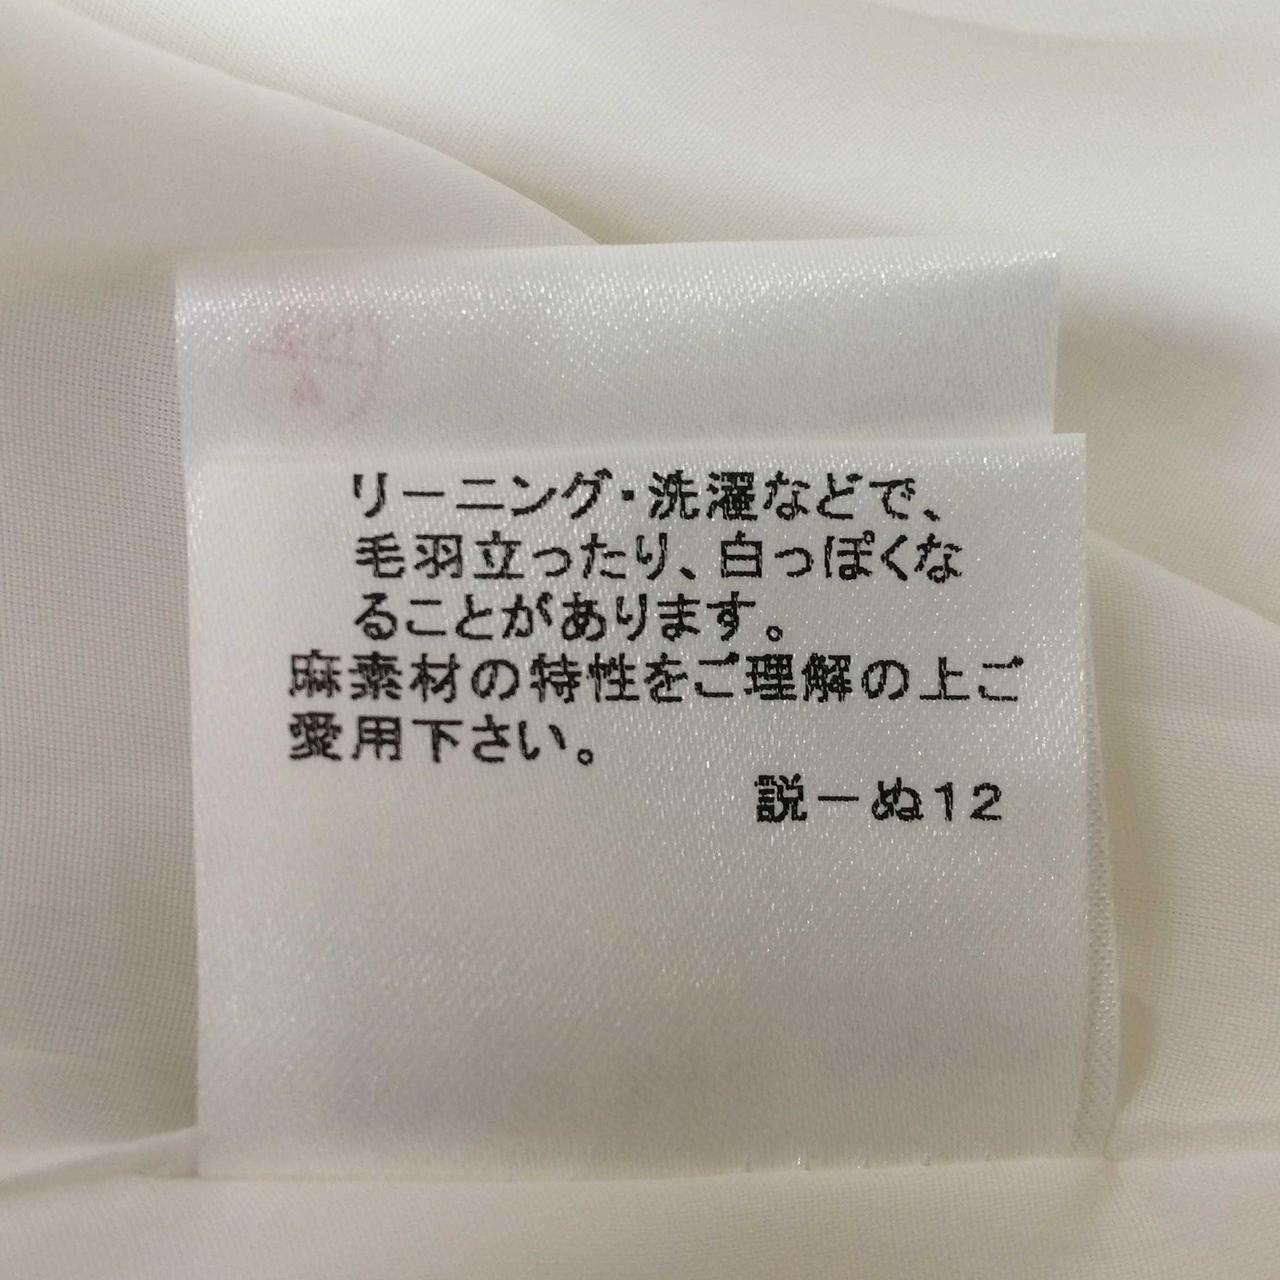 リーニング・洗濯などで、
毛羽立ったり、白っぽくな
ることがあります。
麻素材の特性をご理解の上ご
愛用下さい。
説－ぬ12